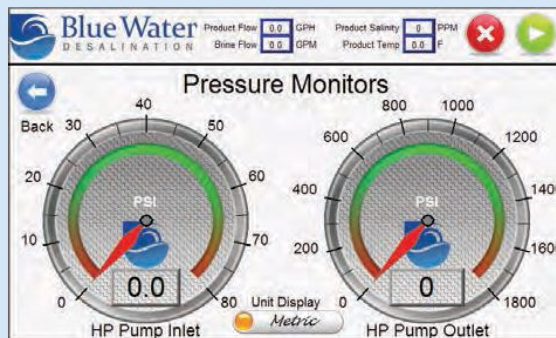 Blue Water
DESALINATION
Product Flow 0.0 GPH
Brine Flow 0.0 GPM
Product Salinity 0 PPM
Product Temp 0.0 F
Back
Pressure Monitors
0
10
20
30
40
50
60
70
80
PSI
0.0
HP Pump Inlet
Unit Display
Metric
0
200
400
600
800
1000
1200
1400
1600
1800
PSI
0
HP Pump Outlet